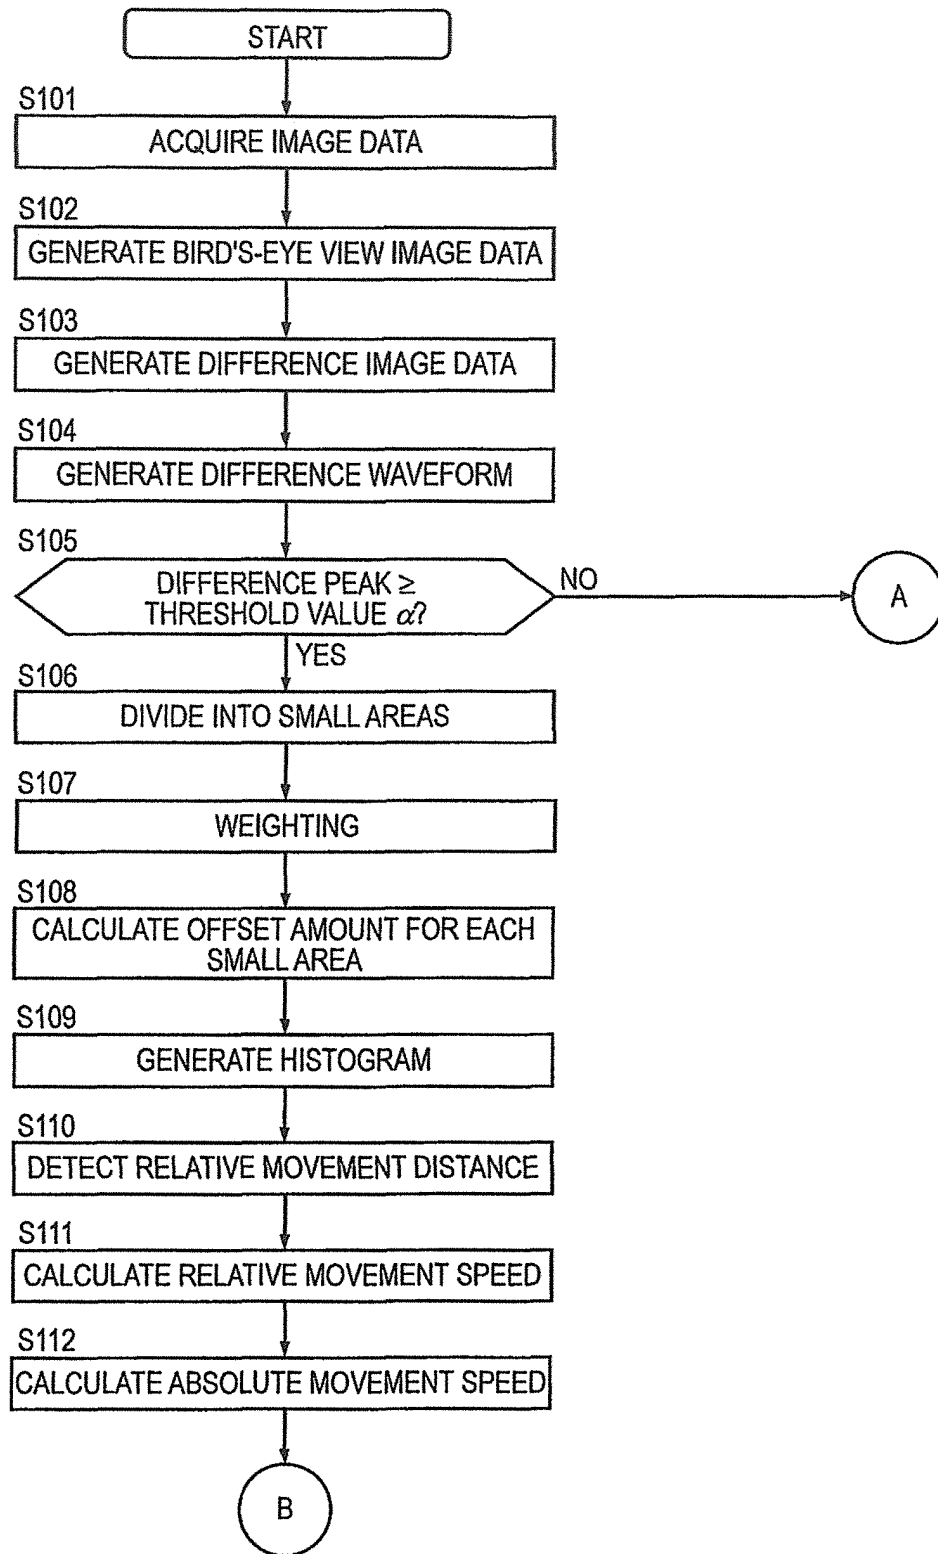 START
S101
ACQUIRE IMAGE DATA
S102
GENERATE BIRD'S-EYE VIEW IMAGE DATA
S103
GENERATE DIFFERENCE IMAGE DATA
S104
GENERATE DIFFERENCE WAVEFORM
S105
DIFFERENCE PEAK ≥
THRESHOLD VALUE α?
NO
A
YES
S106
DIVIDE INTO SMALL AREAS
S107
WEIGHTING
S108
CALCULATE OFFSET AMOUNT FOR EACH
SMALL AREA
S109
GENERATE HISTOGRAM
S110
DETECT RELATIVE MOVEMENT DISTANCE
S111
CALCULATE RELATIVE MOVEMENT SPEED
S112
CALCULATE ABSOLUTE MOVEMENT SPEED
B